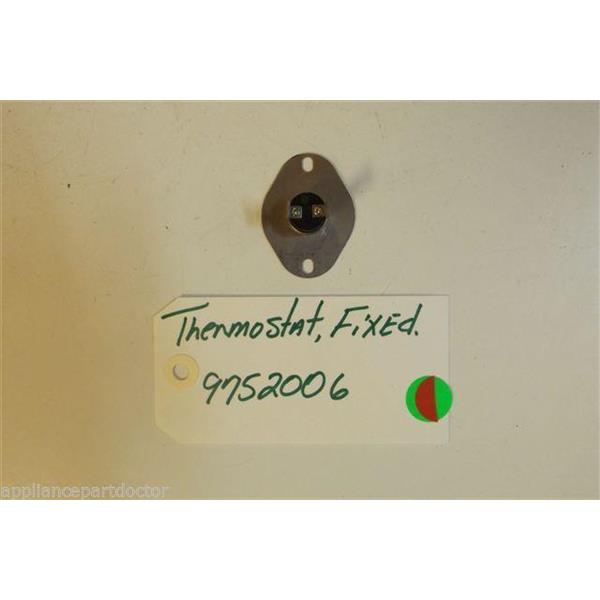 Thermostat, Fixed.
9752006
appliancepartdoctor